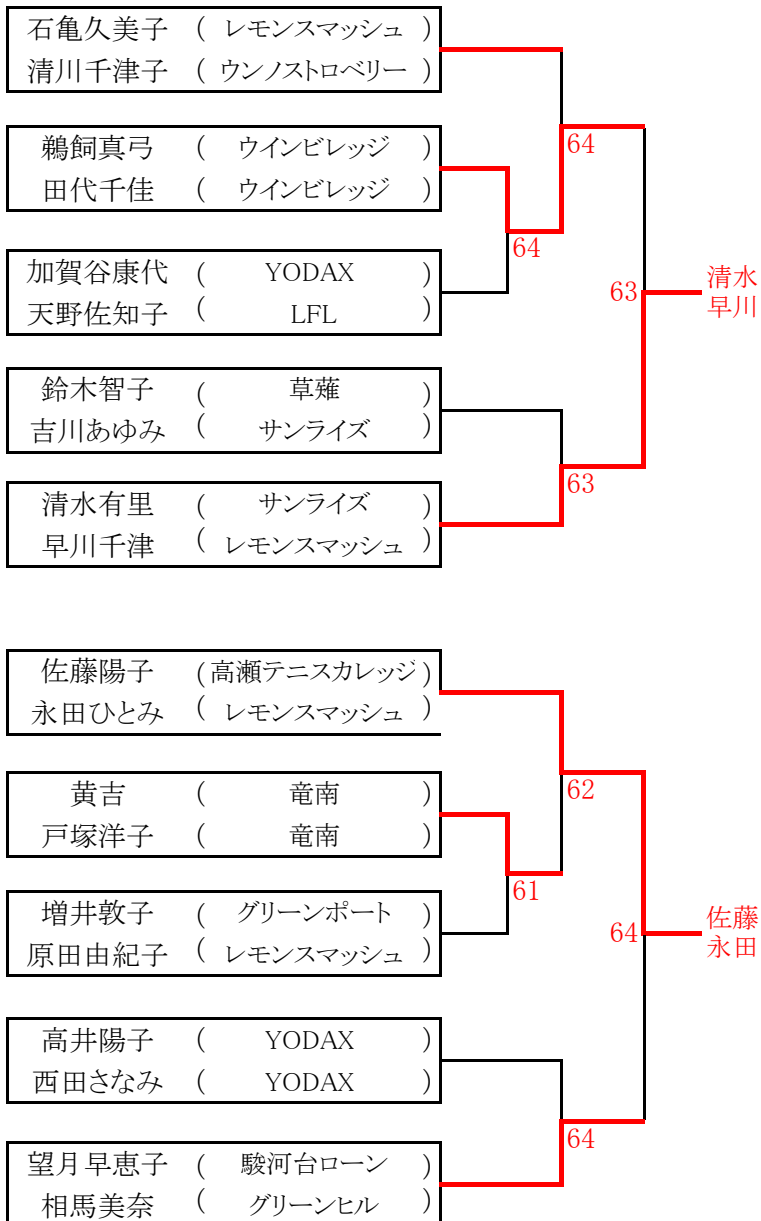 石亀久美子 ( レモンスマッシュ )
清川千津子 ( ウンノストロベリー )
64
鵜飼真弓 ( ウインビレッジ )
田代千佳 ( ウインビレッジ )
64
加賀谷康代 ( YODAX )
天野佐知子 ( LFL )
63
清水
早川
鈴木智子 ( 草薙 )
吉川あゆみ ( サンライズ )
63
清水有里 ( サンライズ )
早川千津 ( レモンスマッシュ )
佐藤陽子 (高瀬テニスカレッジ)
永田ひとみ ( レモンスマッシュ )
62
黄吉 ( 竜南 )
戸塚洋子 ( 竜南 )
61
増井敦子 ( グリーンポート )
原田由紀子 ( レモンスマッシュ )
64
佐藤
永田
高井陽子 ( YODAX )
西田さなみ ( YODAX )
64
望月早恵子 ( 駿河台ローン )
相馬美奈 ( グリーンヒル )